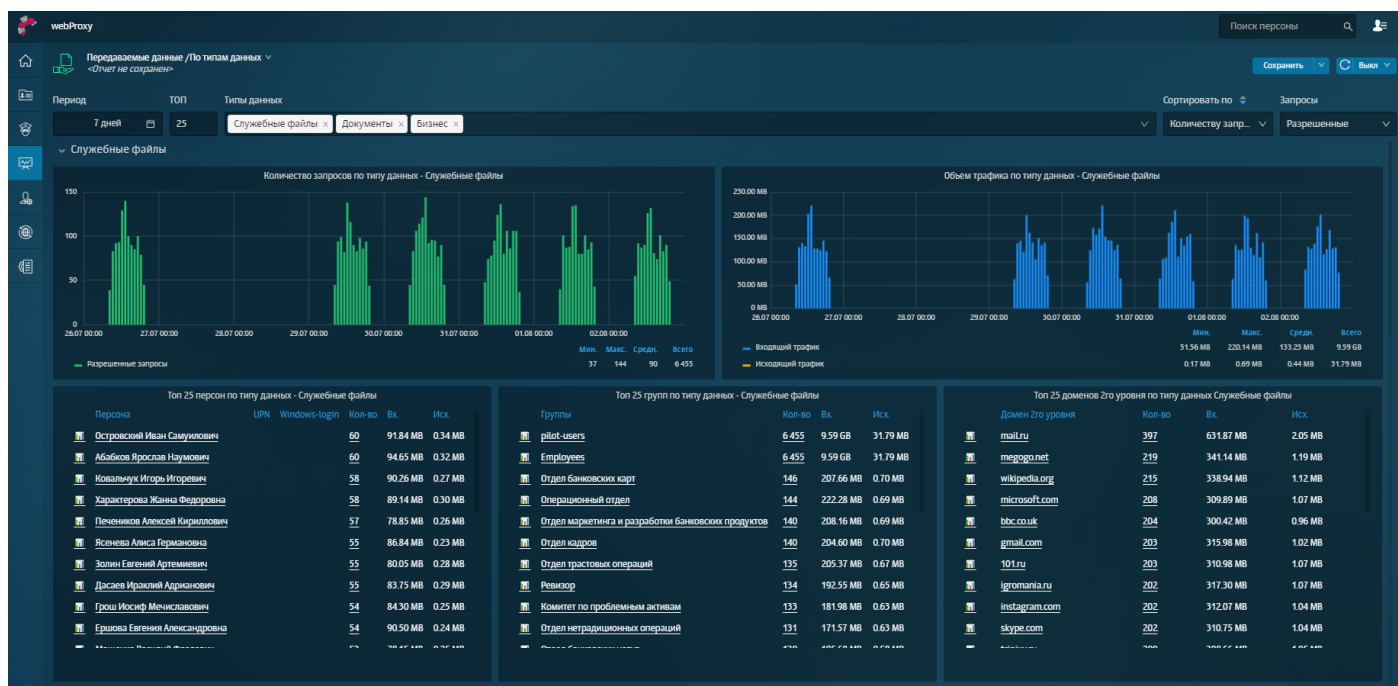 webProxy
Поиск персоны
Передаваемые данные /По типам данных
<Отчет не сохранен>
Сохранить
Выкл
Период ТОП Типы данных Сортировать по Запросы
7 дней 25 Служебные файлы × Документы × Бизнес × Количеству запр... Разрешенные
Служебные файлы
Количество запросов по типу данных - Служебные файлы
150
100
50
0
26.07 00:00 27.07 00:00 28.07 00:00 29.07 00:00 30.07 00:00 31.07 00:00 01.08 00:00 02.08 00:00
Мин. Макс. Средн. Всего
Разрешенные запросы 37 144 90 6 455
Объем трафика по типу данных - Служебные файлы
250.00 MB
200.00 MB
150.00 MB
100.00 MB
50.00 MB
0 MB
26.07 00:00 27.07 00:00 28.07 00:00 29.07 00:00 30.07 00:00 31.07 00:00 01.08 00:00 02.08 00:00
Мин. Макс. Средн. Всего
Входящий трафик 51.56 MB 220.14 MB 133.25 MB 9.59 GB
Исходящий трафик 0.17 MB 0.69 MB 0.44 MB 31.79 MB
Топ 25 персон по типу данных - Служебные файлы
Персона UPN Windows-login Кол-во Вх. Исх.
Островский Иван Самуилович 60 91.84 MB 0.34 MB
Абабков Ярослав Наумович 60 94.65 MB 0.32 MB
Ковальчук Игорь Игоревич 58 90.26 MB 0.27 MB
Характерова Жанна Федоровна 58 89.14 MB 0.30 MB
Печеников Алексей Кириллович 57 78.85 MB 0.26 MB
Ясенева Алиса Германовна 55 86.84 MB 0.23 MB
Золин Евгений Артемиевич 55 80.05 MB 0.28 MB
Дасаев Ираклий Адрианович 55 83.75 MB 0.29 MB
Грош Иосиф Мечиславович 54 84.30 MB 0.25 MB
Ершова Евгения Александровна 54 90.50 MB 0.24 MB
Топ 25 групп по типу данных - Служебные файлы
Группы Кол-во Вх. Исх.
pilot-users 6 455 9.59 GB 31.79 MB
Employees 6 455 9.59 GB 31.79 MB
Отдел банковских карт 146 207.66 MB 0.70 MB
Операционный отдел 144 222.28 MB 0.69 MB
Отдел маркетинга и разработки банковских продуктов 140 208.16 MB 0.69 MB
Отдел кадров 140 204.60 MB 0.70 MB
Отдел трастовых операций 135 205.37 MB 0.67 MB
Ревизор 134 192.55 MB 0.65 MB
Комитет по проблемным активам 133 181.98 MB 0.63 MB
Отдел нетрадиционных операций 131 171.57 MB 0.63 MB
Топ 25 доменов 2го уровня по типу данных Служебные файлы
Домен 2го уровня Кол-во Вх. Исх.
mail.ru 397 631.87 MB 2.05 MB
megogo.net 219 341.14 MB 1.19 MB
wikipedia.org 215 338.94 MB 1.12 MB
microsoft.com 208 309.89 MB 1.07 MB
bbc.co.uk 204 300.42 MB 0.96 MB
gmail.com 203 315.98 MB 1.02 MB
101.ru 203 310.98 MB 1.07 MB
igromania.ru 202 317.30 MB 1.07 MB
instagram.com 202 312.07 MB 1.04 MB
skype.com 202 310.75 MB 1.04 MB